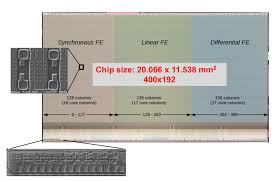 Synchronous FE
Linear FE
Differential FE
Chip size: 20.066 x 11.538 mm²
400x192
128 columns
(16 core columns)
136 columns
(17 core columns)
136 columns
(17 core columns)
0 - 127
128 - 263
264 - 399